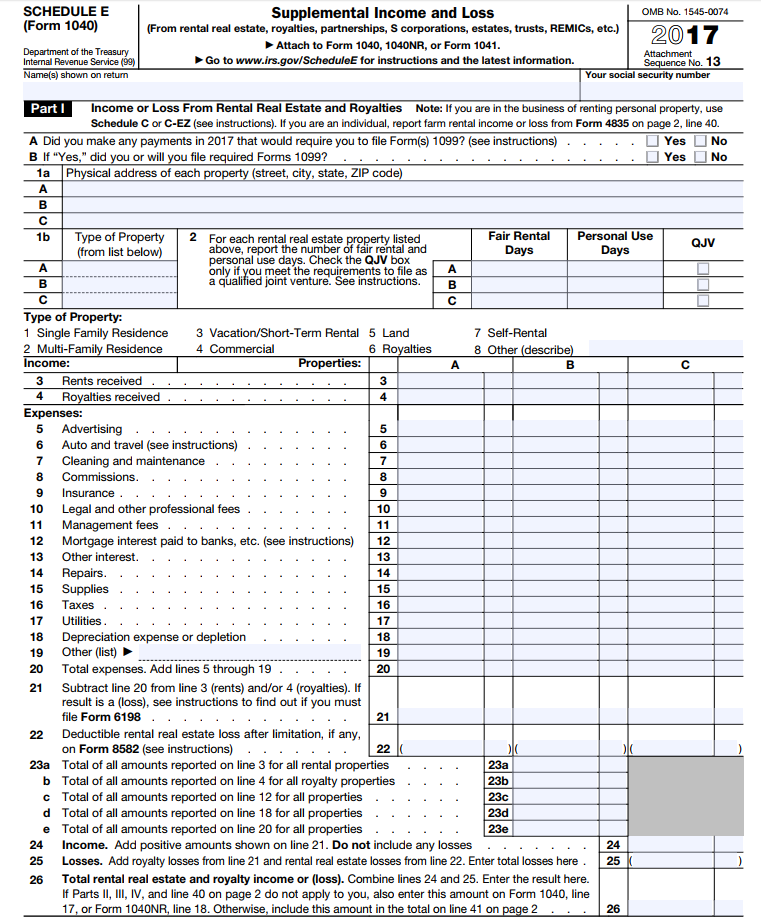 SCHEDULE E
(Form 1040)
Department of the Treasury
Internal Revenue Service (99)
Supplemental Income and Loss
(From rental real estate, royalties, partnerships, S corporations, estates, trusts, REMICs, etc.)
▶ Attach to Form 1040, 1040NR, or Form 1041.
▶ Go to www.irs.gov/ScheduleE for instructions and the latest information.
OMB No. 1545-0074
2017
Attachment
Sequence No. 13
Name(s) shown on return
Your social security number
Part I Income or Loss From Rental Real Estate and Royalties Note: If you are in the business of renting personal property, use
Schedule C or C-EZ (see instructions). If you are an individual, report farm rental income or loss from Form 4835 on page 2, line 40.
A Did you make any payments in 2017 that would require you to file Form(s) 1099? (see instructions) . . . . . Yes No
B If “Yes,” did you or will you file required Forms 1099? . . . . . . . . . . . . . . . . . . Yes No
1a Physical address of each property (street, city, state, ZIP code)
A
B
C
1b Type of Property
(from list below)
A
B
C
2 For each rental real estate property listed
above, report the number of fair rental and
personal use days. Check the QJV box
only if you meet the requirements to file as
a qualified joint venture. See instructions.
Fair Rental
Days
Personal Use
Days
QJV
A
B
C
Type of Property:
1 Single Family Residence 3 Vacation/Short-Term Rental 5 Land 7 Self-Rental
2 Multi-Family Residence 4 Commercial 6 Royalties 8 Other (describe)
Income: Properties: A B C
3 Rents received . . . . . . . . . . . . . 3
4 Royalties received . . . . . . . . . . . . 4
Expenses:
5 Advertising . . . . . . . . . . . . . . 5
6 Auto and travel (see instructions) . . . . . . . 6
7 Cleaning and maintenance . . . . . . . . . 7
8 Commissions. . . . . . . . . . . . . . 8
9 Insurance . . . . . . . . . . . . . . . 9
10 Legal and other professional fees . . . . . . . 10
11 Management fees . . . . . . . . . . . . 11
12 Mortgage interest paid to banks, etc. (see instructions) 12
13 Other interest. . . . . . . . . . . . . . 13
14 Repairs. . . . . . . . . . . . . . . . 14
15 Supplies . . . . . . . . . . . . . . . 15
16 Taxes . . . . . . . . . . . . . . . . 16
17 Utilities. . . . . . . . . . . . . . . . 17
18 Depreciation expense or depletion . . . . . . 18
19 Other (list) ▶ 19
20 Total expenses. Add lines 5 through 19 . . . . . 20
21 Subtract line 20 from line 3 (rents) and/or 4 (royalties). If
result is a (loss), see instructions to find out if you must
file Form 6198 . . . . . . . . . . . . . 21
22 Deductible rental real estate loss after limitation, if any,
on Form 8582 (see instructions) . . . . . . . 22 ( ) ( ) ( )
23a Total of all amounts reported on line 3 for all rental properties . . . . 23a
b Total of all amounts reported on line 4 for all royalty properties . . . . 23b
c Total of all amounts reported on line 12 for all properties . . . . . . 23c
d Total of all amounts reported on line 18 for all properties . . . . . . 23d
e Total of all amounts reported on line 20 for all properties . . . . . . 23e
24 Income. Add positive amounts shown on line 21. Do not include any losses . . . . . . . 24
25 Losses. Add royalty losses from line 21 and rental real estate losses from line 22. Enter total losses here . 25 ( )
26 Total rental real estate and royalty income or (loss). Combine lines 24 and 25. Enter the result here.
If Parts II, III, IV, and line 40 on page 2 do not apply to you, also enter this amount on Form 1040, line
17, or Form 1040NR, line 18. Otherwise, include this amount in the total on line 41 on page 2 . . . 26